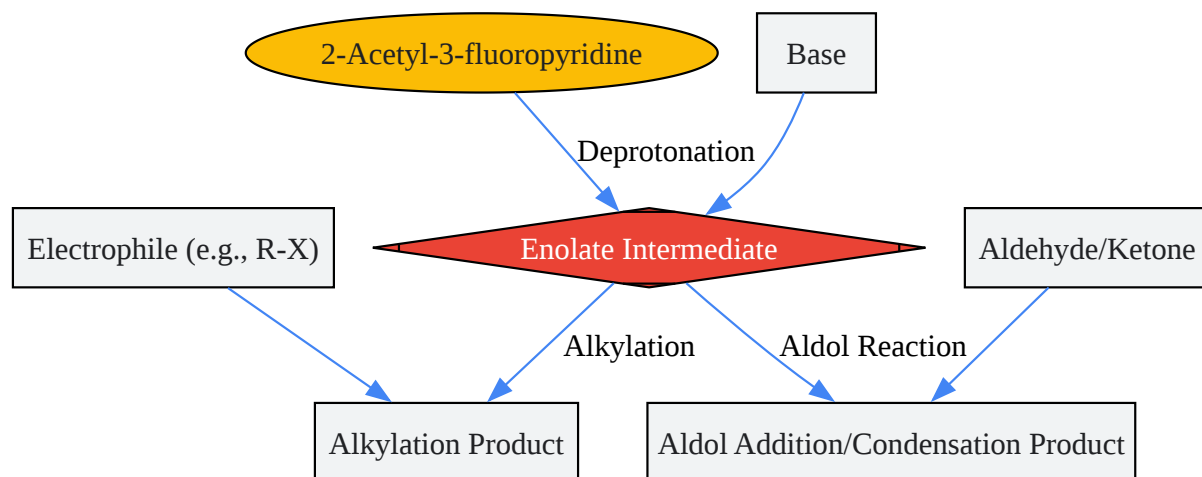 2-Acetyl-3-fluoropyridine
Base
Deprotonation
Electrophile (e.g., R-X)
Enolate Intermediate
Aldehyde/Ketone
Alkylation
Aldol Reaction
Alkylation Product
Aldol Addition/Condensation Product